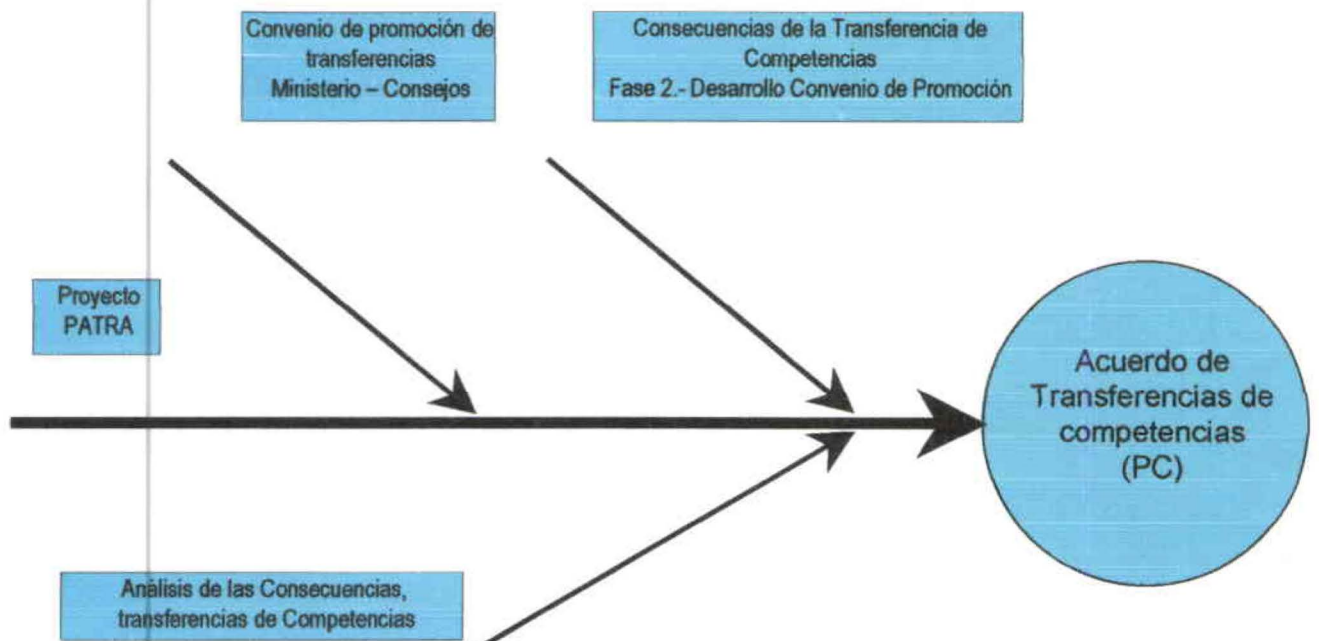 Convenio de promoción de
transferencias
Ministerio – Consejos
Consecuencias de la Transferencia de
Competencias
Fase 2.- Desarrollo Convenio de Promoción
Proyecto
PATRA
Acuerdo de
Transferencias de
competencias
(PC)
Análisis de las Consecuencias,
transferencias de Competencias